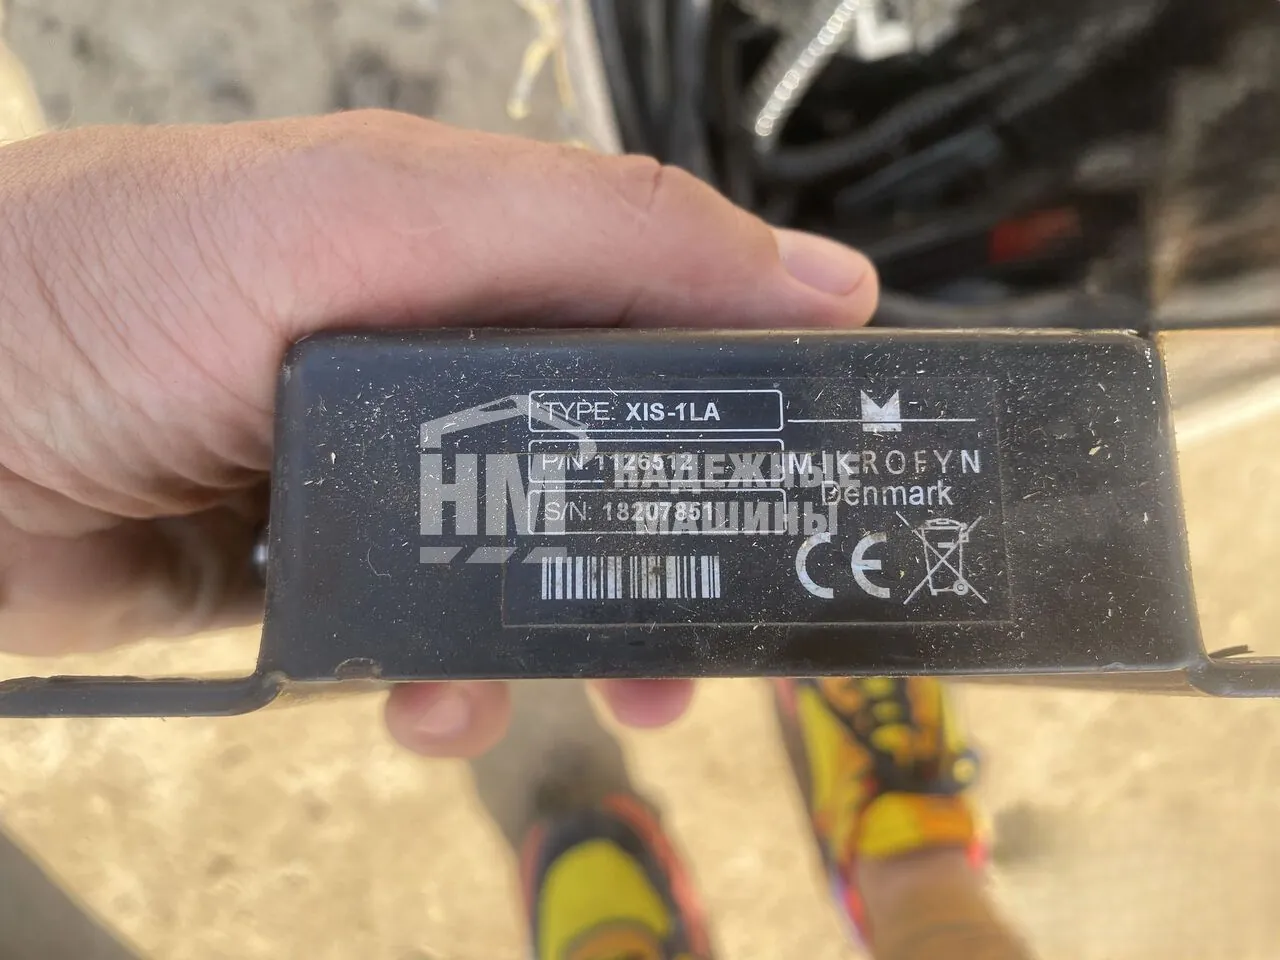 TYPE. XIS-1LA
P/N: 1126512
S/N: 18207851
MIKROFYN
Denmark
CE
НМ НАДЕЖНЫЕ
МАШИНЫ